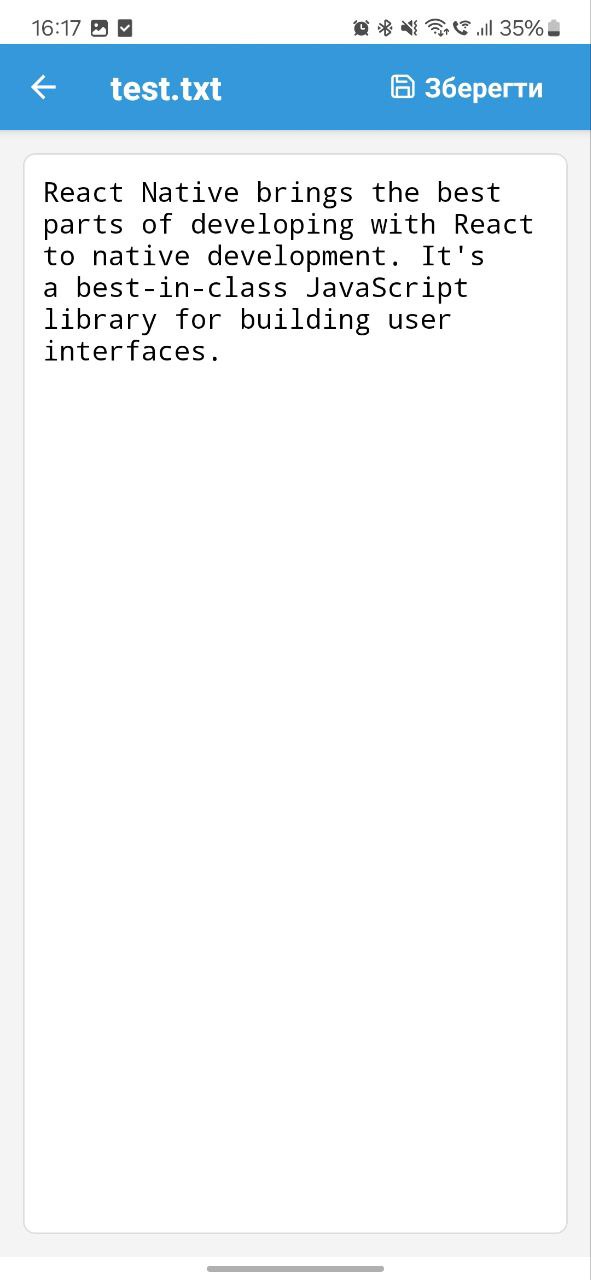 16:17 35%
test.txt 💾 Зберегти
React Native brings the best
parts of developing with React
to native development. It's
a best-in-class JavaScript
library for building user
interfaces.